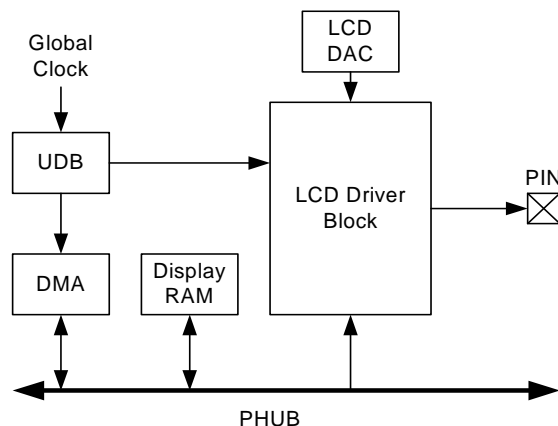 LCD
DAC
Global
Clock
UDB
LCD Driver
Block
PIN
DMA
Display
RAM
PHUB